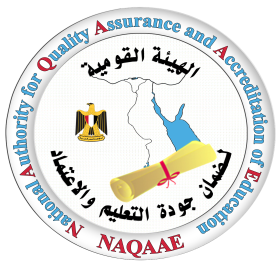 National Authority for Quality Assurance and Accreditation of Education
الهيئة القومية
لضمان جودة التعليم والاعتماد
NAQAAE